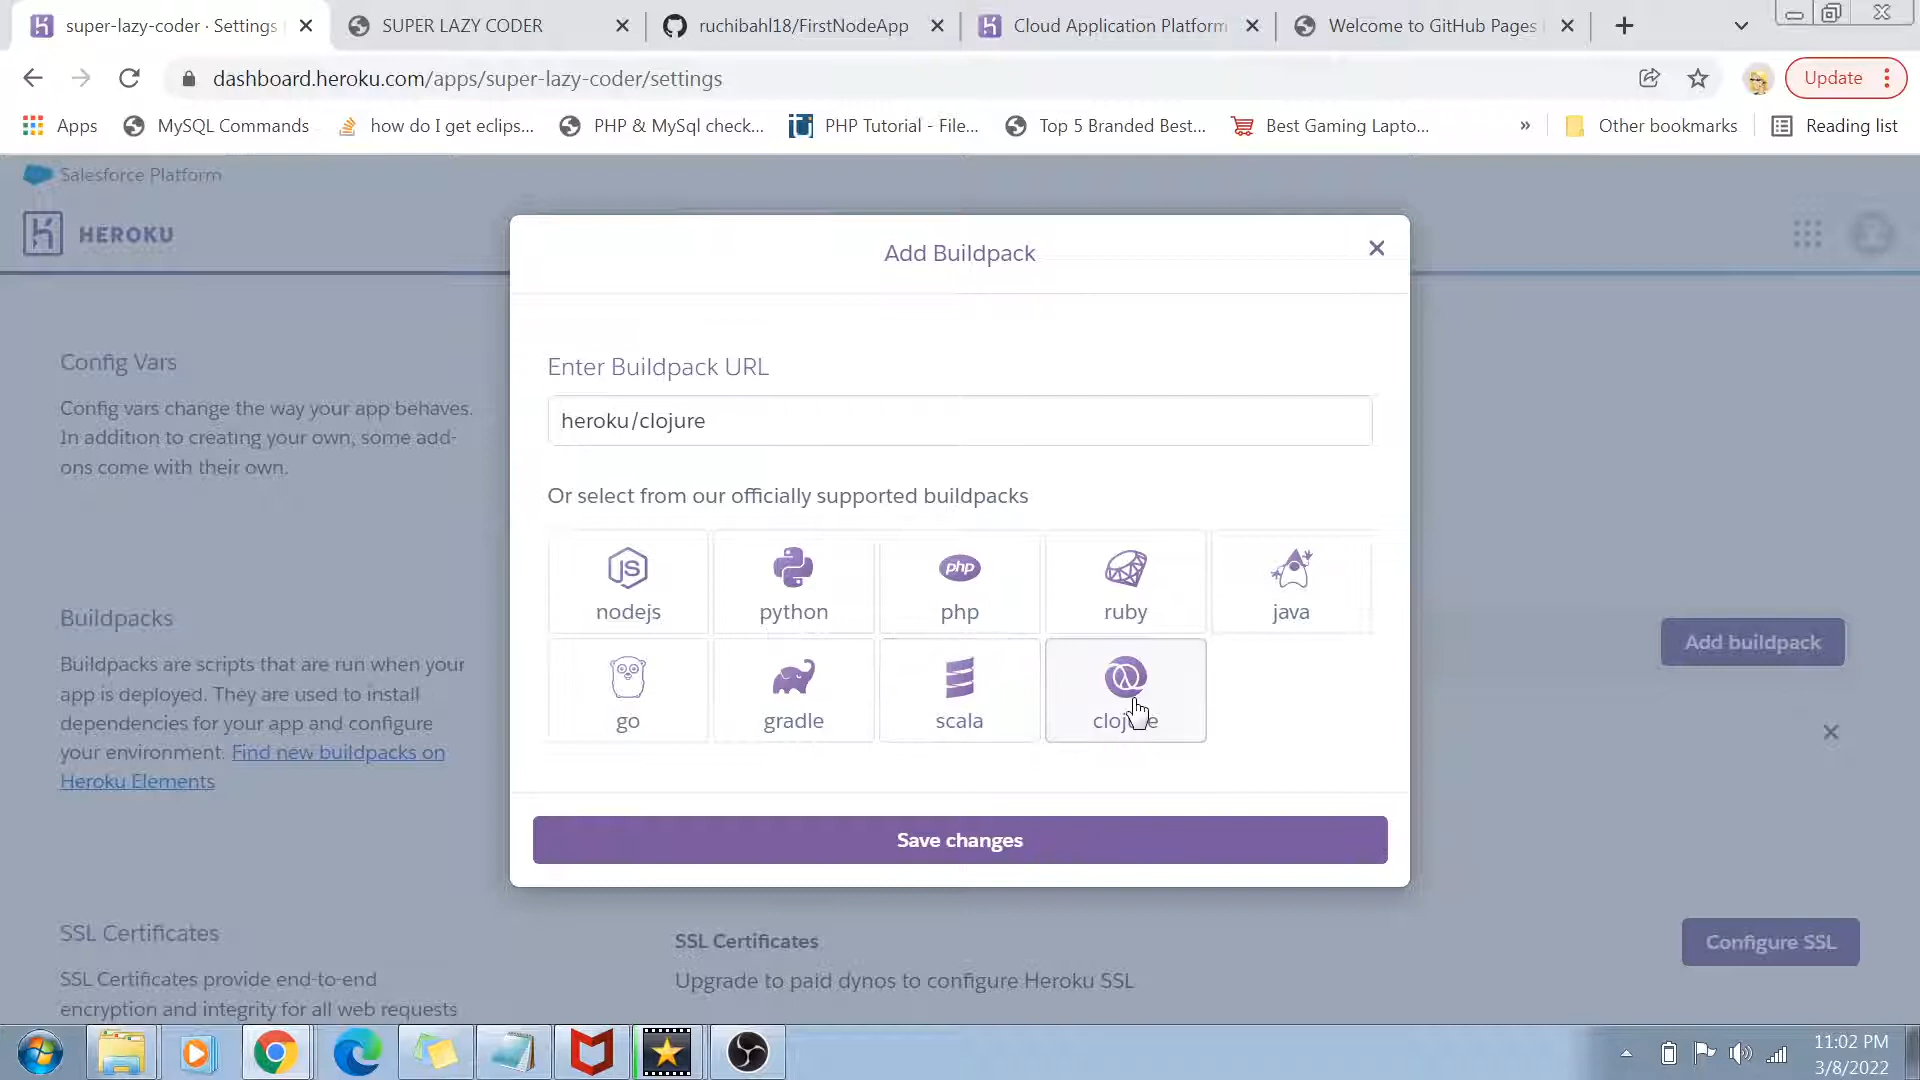 super-lazy-coder · Settings
SUPER LAZY CODER
ruchibahl18/FirstNodeApp
Cloud Application Platform
Welcome to GitHub Pages
dashboard.heroku.com/apps/super-lazy-coder/settings
Update
Apps
MySQL Commands
how do I get eclips...
PHP & MySql check...
PHP Tutorial - File...
Top 5 Branded Best...
Best Gaming Lapto...
»
Other bookmarks
Reading list
Salesforce Platform
HEROKU
Add Buildpack
Enter Buildpack URL
heroku/clojure
Or select from our officially supported buildpacks
nodejs
python
php
ruby
java
go
gradle
scala
clojure
Save changes
Config Vars
Config vars change the way your app behaves.
In addition to creating your own, some add-
ons come with their own.
Buildpacks
Buildpacks are scripts that are run when your
app is deployed. They are used to install
dependencies for your app and configure
your environment. Find new buildpacks on
Heroku Elements
Add buildpack
SSL Certificates
SSL Certificates provide end-to-end
encryption and integrity for all web requests
SSL Certificates
Upgrade to paid dynos to configure Heroku SSL
Configure SSL
11:02 PM
3/8/2022